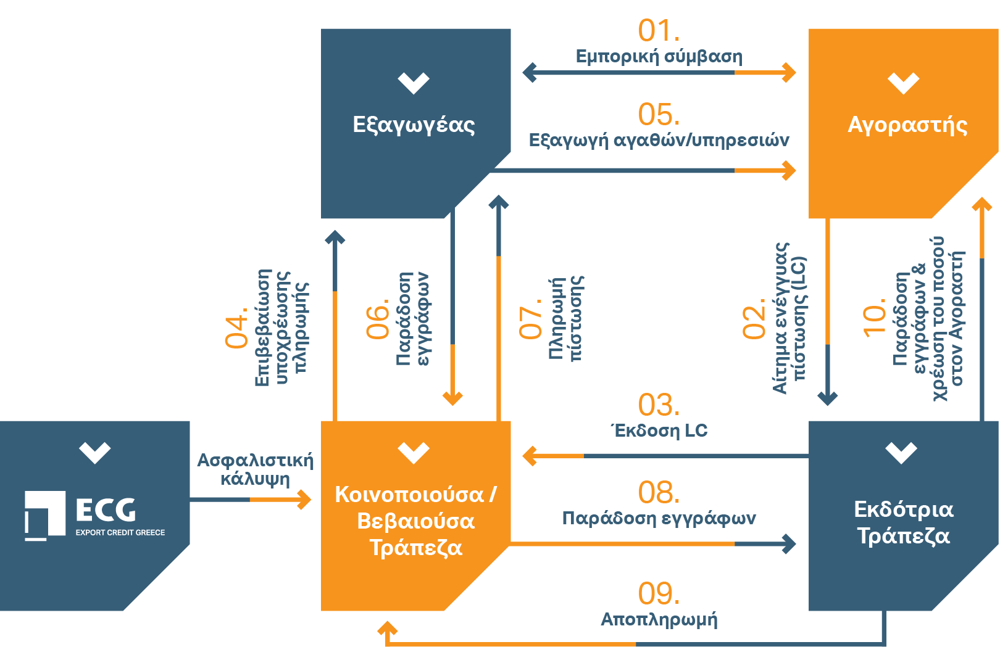 01.
Εμπορική σύμβαση
Εξαγωγέας
Αγοραστής
05.
Εξαγωγή αγαθών/υπηρεσιών
04.
Επιβεβαίωση
υποχρέωσης
πληρωμής
06.
Παράδοση
εγγράφων
07.
Πληρωμή
πίστωσης
02.
Αίτημα ενέγγυας
πίστωσης (LC)
10.
Παράδοση
εγγράφων &
χρέωση του ποσού
στον Αγοραστή
03.
Έκδοση LC
Ασφαλιστική
κάλυψη
ECG
EXPORT CREDIT GREECE
Κοινοποιούσα /
Βεβαιούσα
Τράπεζα
08.
Παράδοση εγγράφων
Εκδότρια
Τράπεζα
09.
Αποπληρωμή